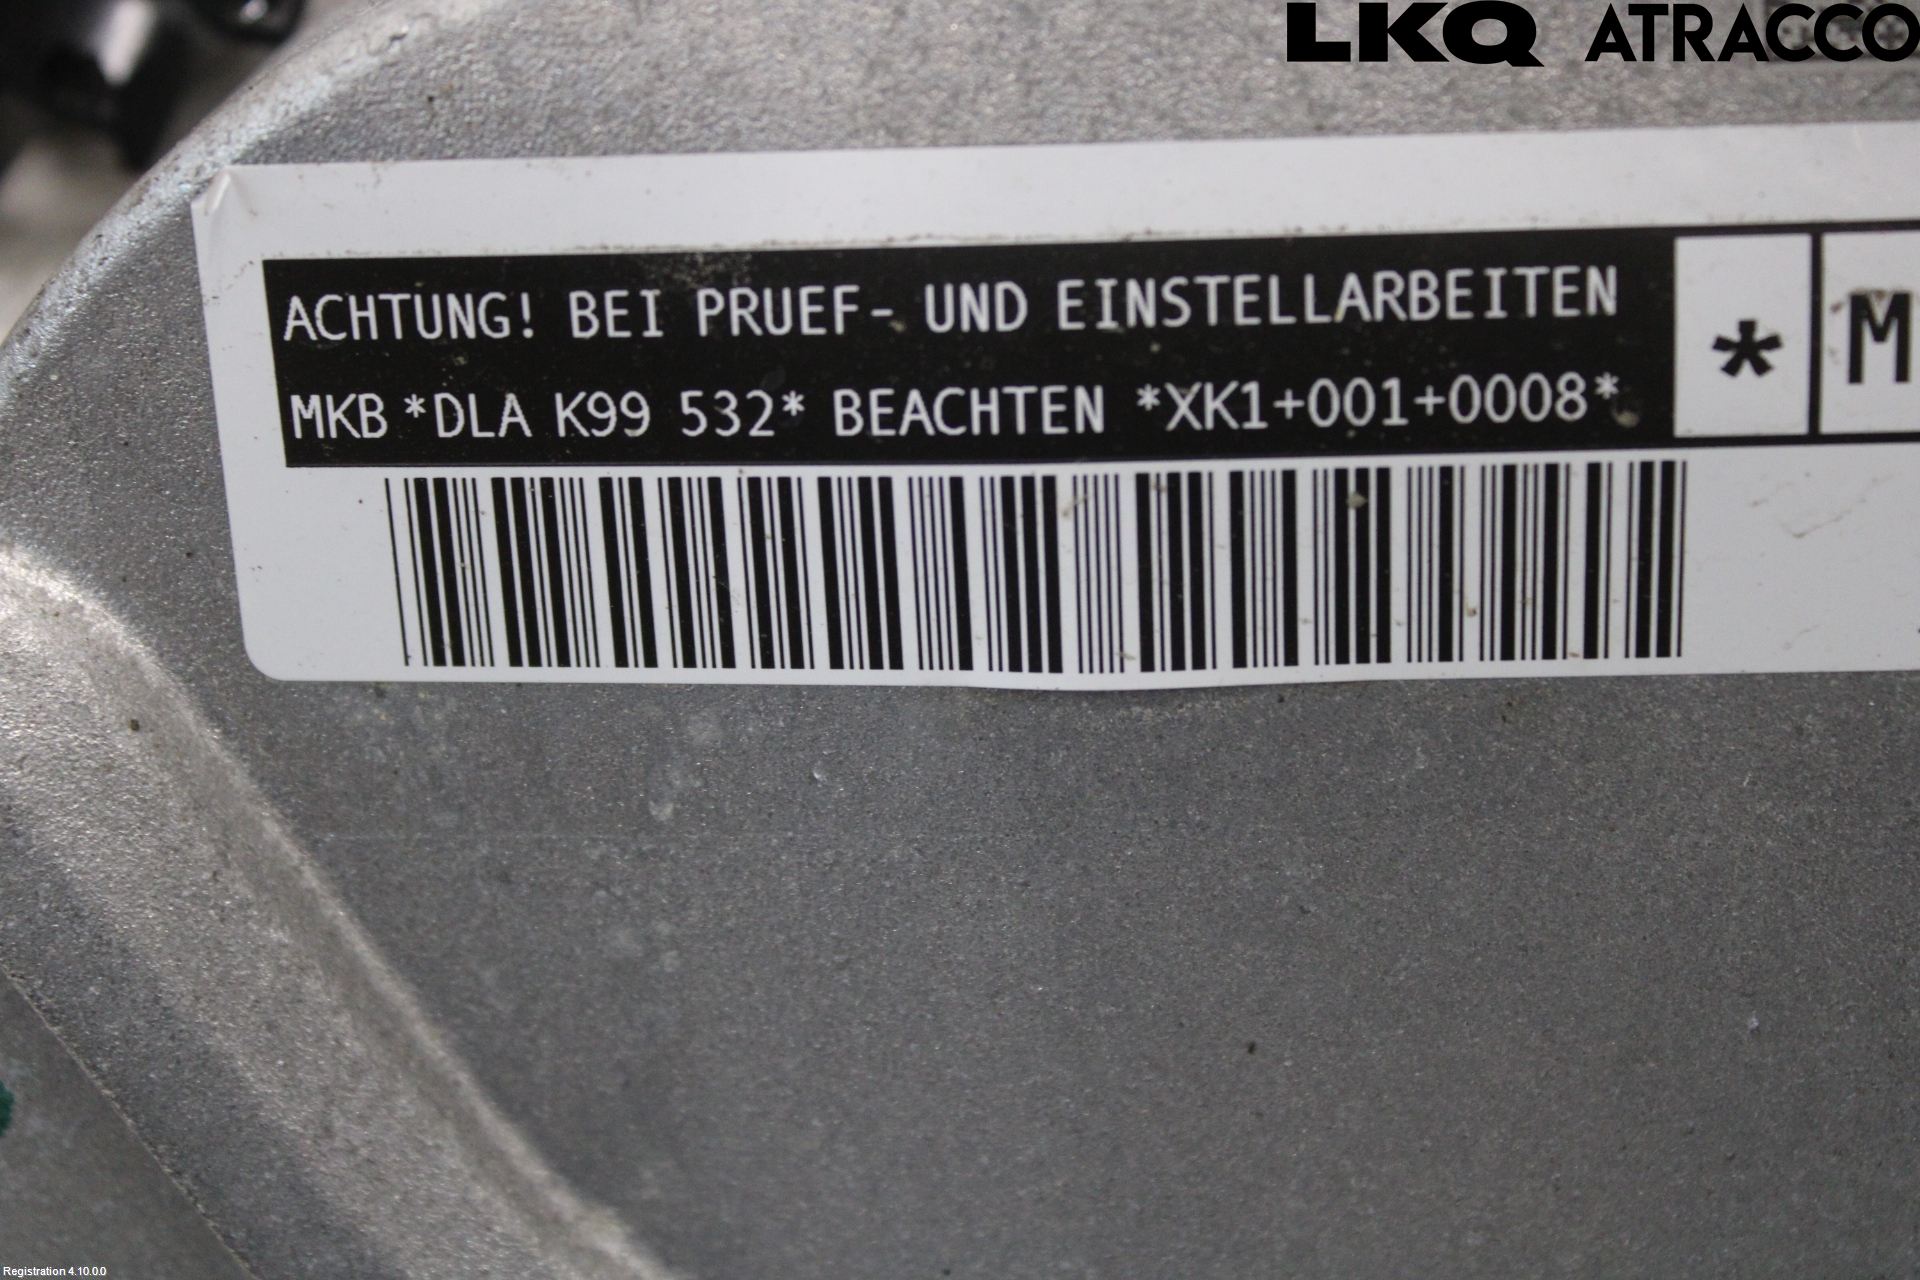 LKQ ATRACCO
ACHTUNG! BEI PRUEF- UND EINSTELLARBEITEN
MKB *DLA K99 532* BEACHTEN *XK1+001+0008*
* M
Registration 4.10.0.0